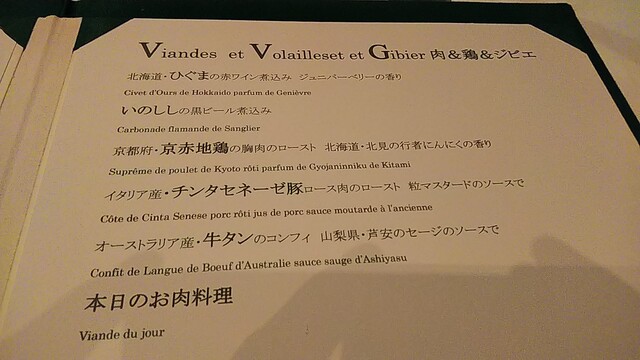 Viandes et Volailleset et Gibier 肉&鶏&ジビエ
北海道・ひぐまの赤ワイン煮込み ジュニパーベリーの香り
Civet d'Ours de Hokkaido parfum de Genièvre
いのししの黒ビール煮込み
Carbonade flamande de Sanglier
京都府・京赤地鶏の胸肉のロースト 北海道・北見の行者にんにくの香り
Suprême de poulet de Kyoto rôti parfum de Gyojaninniku de Kitami
イタリア産・チンタセネーゼ豚ロース肉のロースト 粒マスタードのソースで
Côte de Cinta Senese porc rôti jus de porc sauce moutarde à l'ancienne
オーストラリア産・牛タンのコンフィ 山梨県・芦安のセージのソースで
Confit de Langue de Boeuf d'Australie sauce sauge d'Ashiyasu
本日のお肉料理
Viande du jour